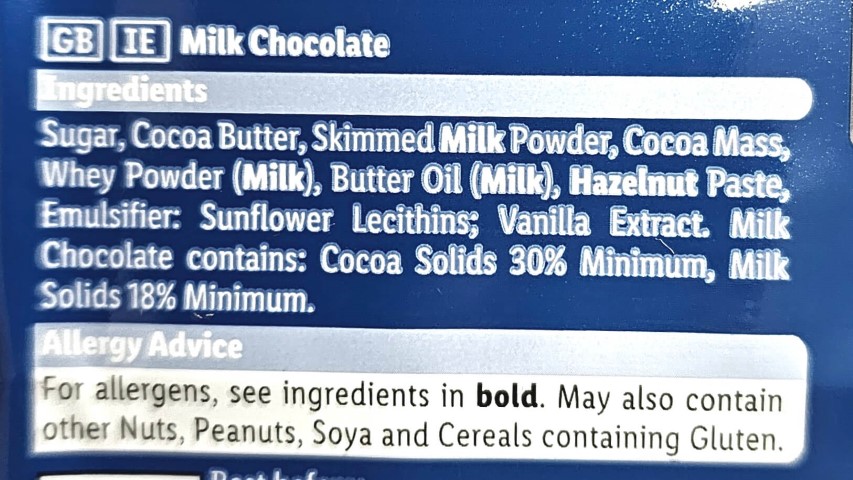 GB IE Milk Chocolate
Ingredients
Sugar, Cocoa Butter, Skimmed Milk Powder, Cocoa Mass,
Whey Powder (Milk), Butter Oil (Milk), Hazelnut Paste,
Emulsifier: Sunflower Lecithins; Vanilla Extract. Milk
Chocolate contains: Cocoa Solids 30% Minimum, Milk
Solids 18% Minimum.
Allergy Advice
For allergens, see ingredients in bold. May also contain
other Nuts, Peanuts, Soya and Cereals containing Gluten.
Best before